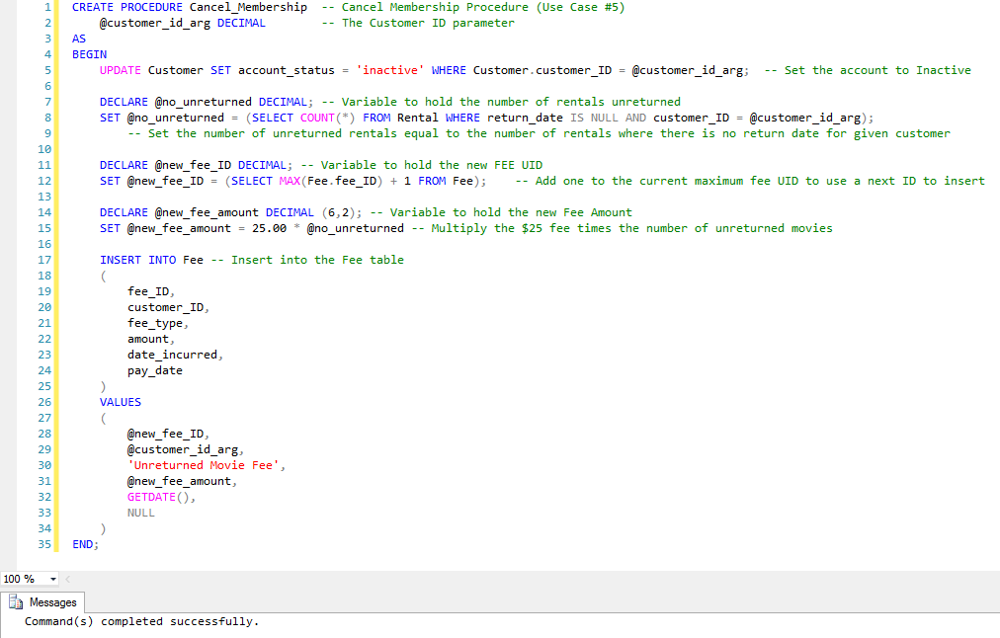 1 CREATE PROCEDURE Cancel_Membership -- Cancel Membership Procedure (Use Case #5)
2 @customer_id_arg DECIMAL -- The Customer ID parameter
3 AS
4 BEGIN
5 UPDATE Customer SET account_status = 'inactive' WHERE Customer.customer_ID = @customer_id_arg; -- Set the account to Inactive
6
7 DECLARE @no_unreturned DECIMAL; -- Variable to hold the number of rentals unreturned
8 SET @no_unreturned = (SELECT COUNT(*) FROM Rental WHERE return_date IS NULL AND customer_ID = @customer_id_arg);
9 -- Set the number of unreturned rentals equal to the number of rentals where there is no return date for given customer
10
11 DECLARE @new_fee_ID DECIMAL; -- Variable to hold the new FEE UID
12 SET @new_fee_ID = (SELECT MAX(Fee.fee_ID) + 1 FROM Fee); -- Add one to the current maximum fee UID to use a next ID to insert
13
14 DECLARE @new_fee_amount DECIMAL (6,2); -- Variable to hold the new Fee Amount
15 SET @new_fee_amount = 25.00 * @no_unreturned -- Multiply the $25 fee times the number of unreturned movies
16
17 INSERT INTO Fee -- Insert into the Fee table
18 (
19 fee_ID,
20 customer_ID,
21 fee_type,
22 amount,
23 date_incurred,
24 pay_date
25 )
26 VALUES
27 (
28 @new_fee_ID,
29 @customer_id_arg,
30 'Unreturned Movie Fee',
31 @new_fee_amount,
32 GETDATE(),
33 NULL
34 )
35 END;
100 %
Messages
Command(s) completed successfully.